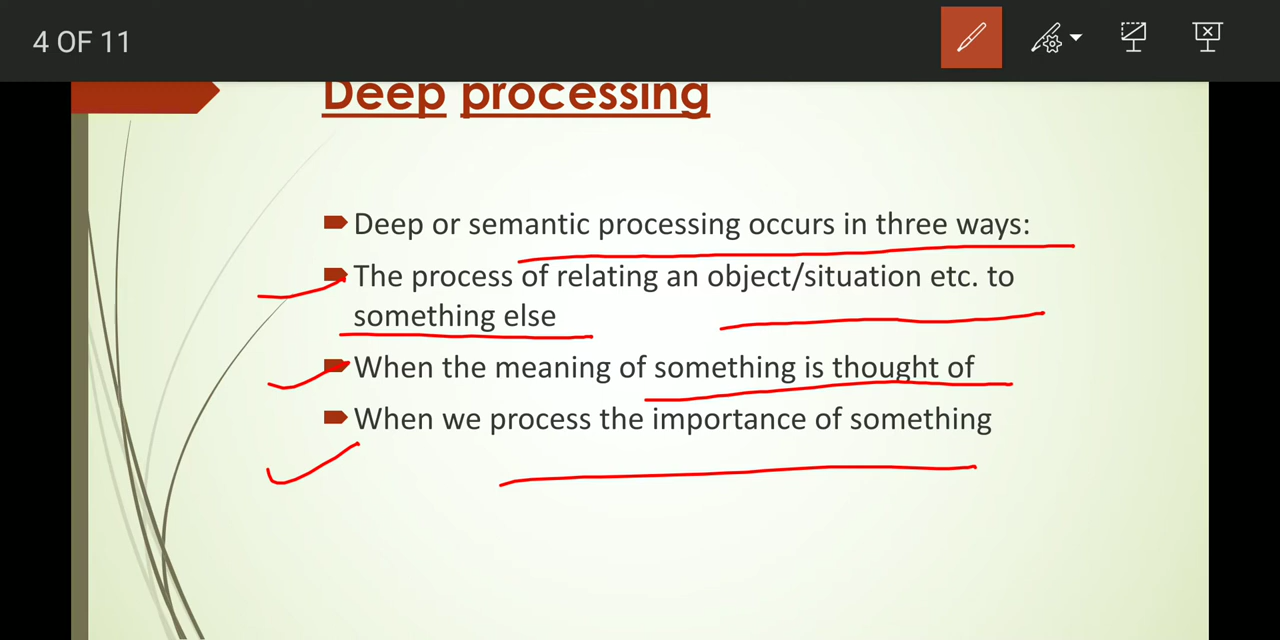 4 OF 11
Deep processing
Deep or semantic processing occurs in three ways:
The process of relating an object/situation etc. to
something else
When the meaning of something is thought of
When we process the importance of something